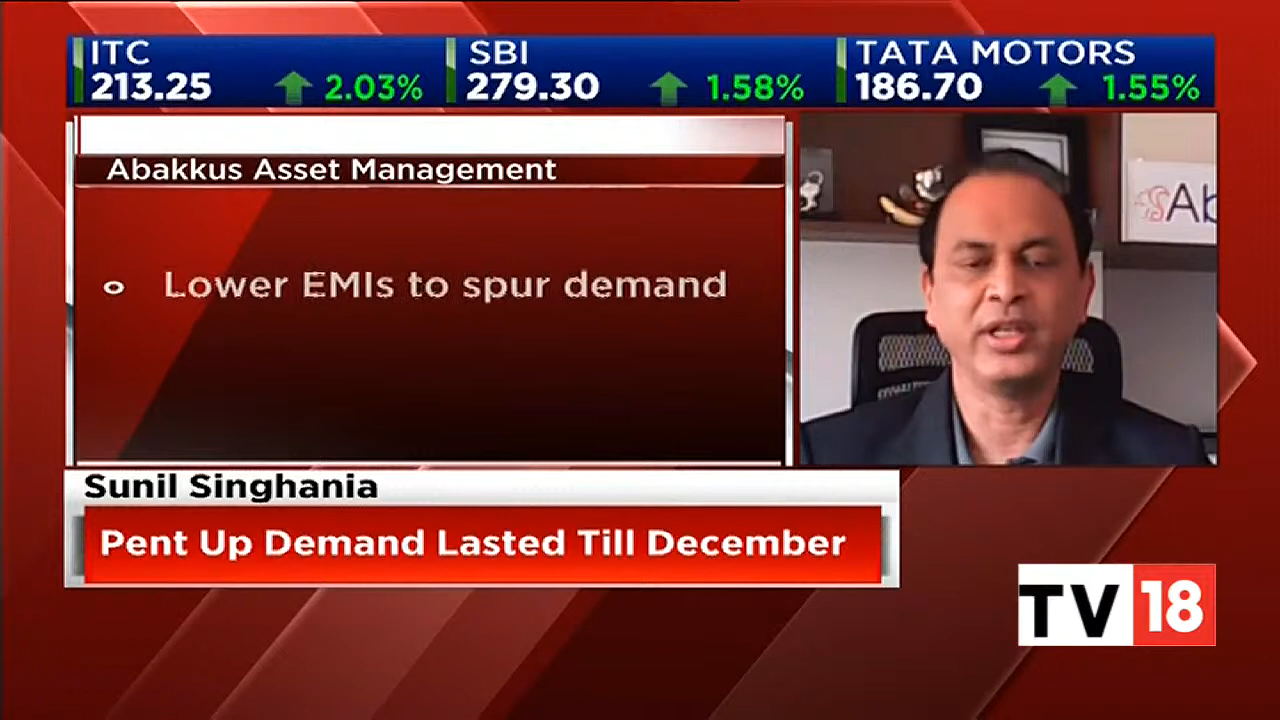 ITC
213.25 2.03%
SBI
279.30 1.58%
TATA MOTORS
186.70 1.55%
Abakkus Asset Management
Lower EMIs to spur demand
Ab
Sunil Singhania
Pent Up Demand Lasted Till December
TV18